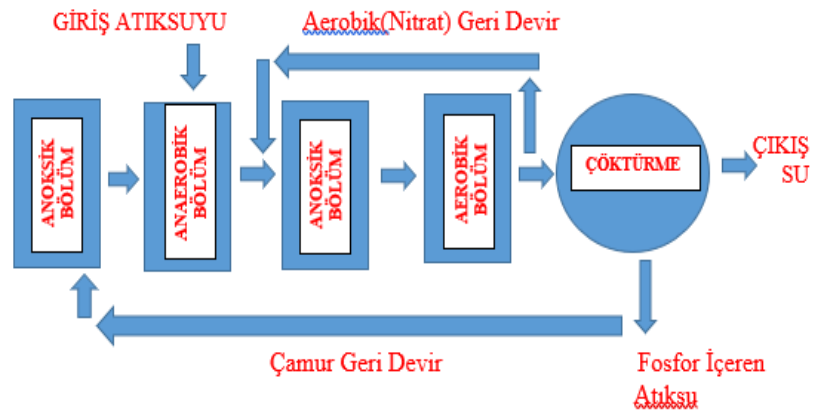 GİRİŞ ATIKSUYU
Aerobik(Nitrat) Geri Devir
ANOKSİK
BÖLÜM
ANAEROBİK
BÖLÜM
ANOKSİK
BÖLÜM
AEROBİK
BÖLÜM
ÇÖKTÜRME
ÇIKIŞ
SU
Çamur Geri Devir
Fosfor İçeren
Atıksu